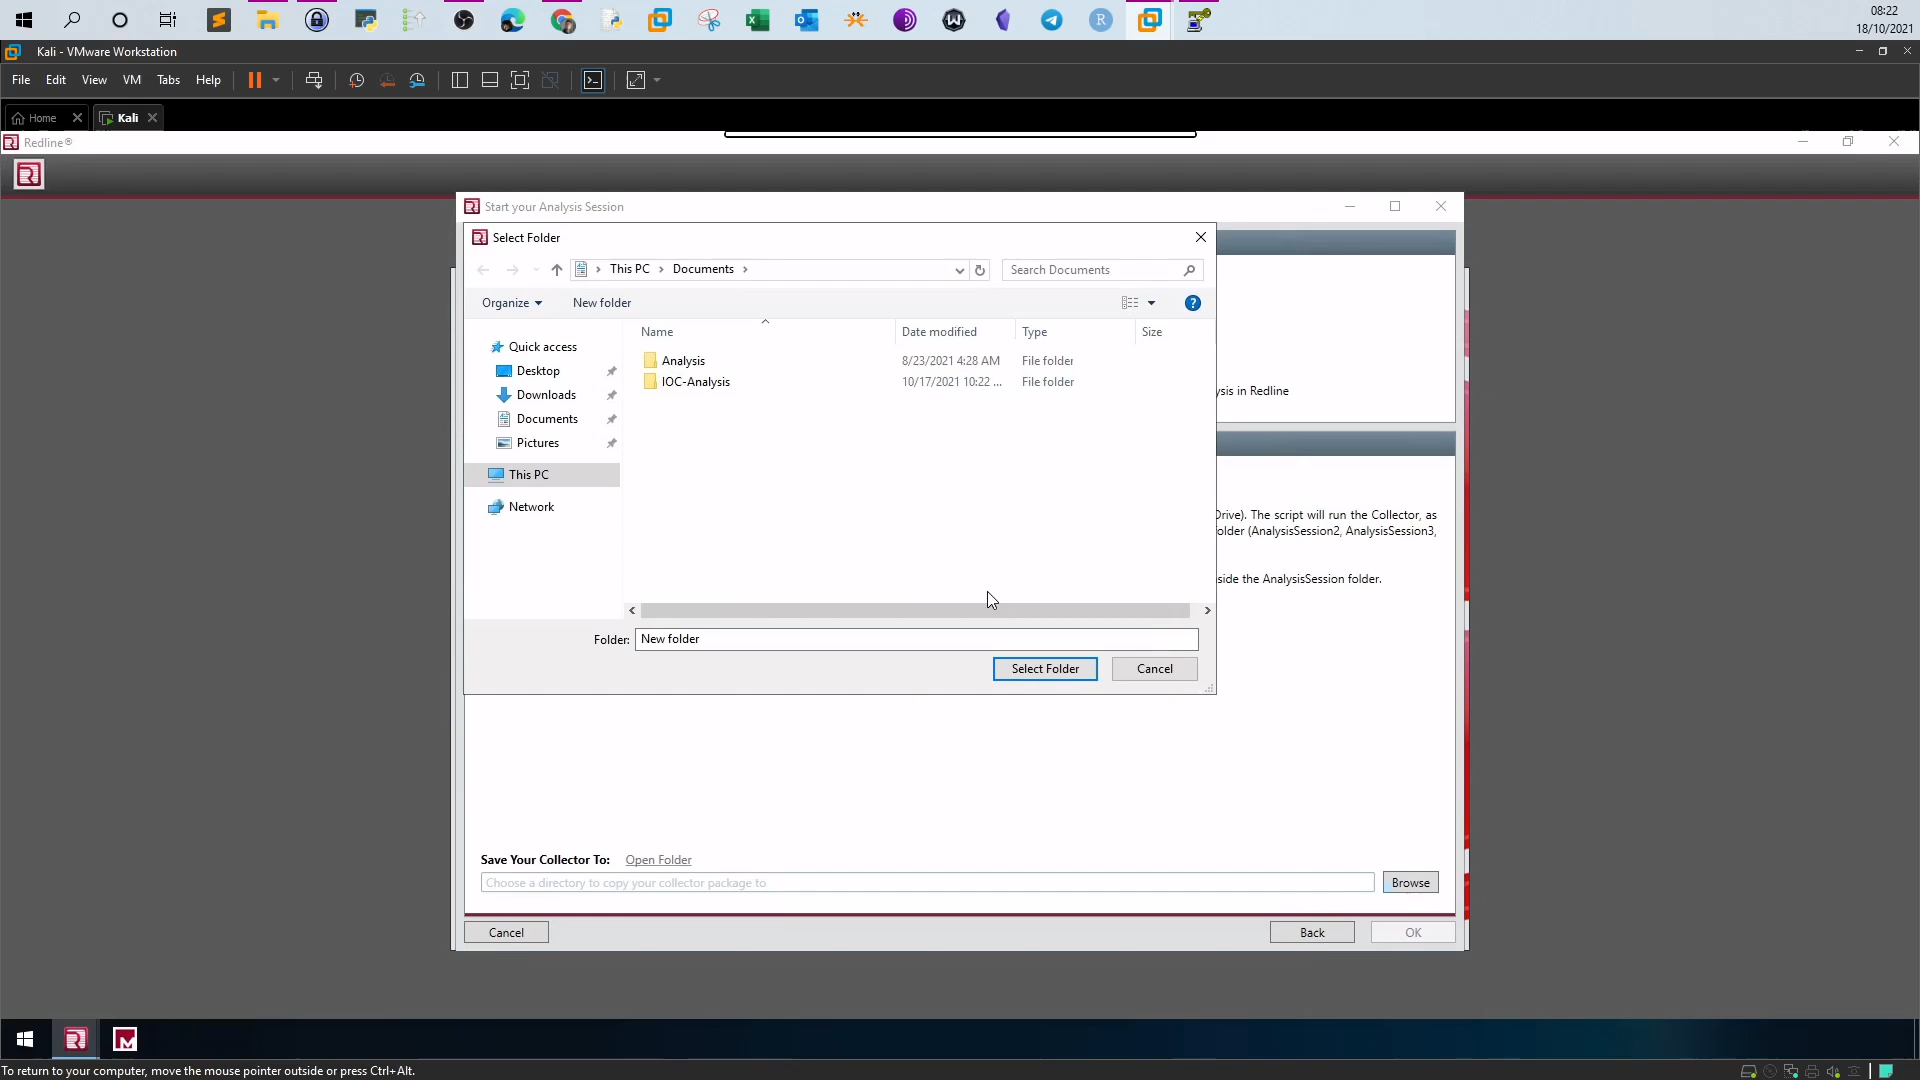 08:22
18/10/2021
Kali - VMware Workstation
File Edit View VM Tabs Help
Home Kali
Redline®
Start your Analysis Session
Select Folder
This PC > Documents >
Search Documents
Organize New folder
Name Date modified Type Size
Quick access
Desktop
Downloads
Documents
Pictures
This PC
Network
Analysis 8/23/2021 4:28 AM File folder
IOC-Analysis 10/17/2021 10:22 ... File folder
ysis in Redline
Drive). The script will run the Collector, as
older (AnalysisSession2, AnalysisSession3,
side the AnalysisSession folder.
Folder: New folder
Select Folder Cancel
Save Your Collector To: Open Folder
Choose a directory to copy your collector package to
Browse
Cancel Back OK
To return to your computer, move the mouse pointer outside or press Ctrl+Alt.